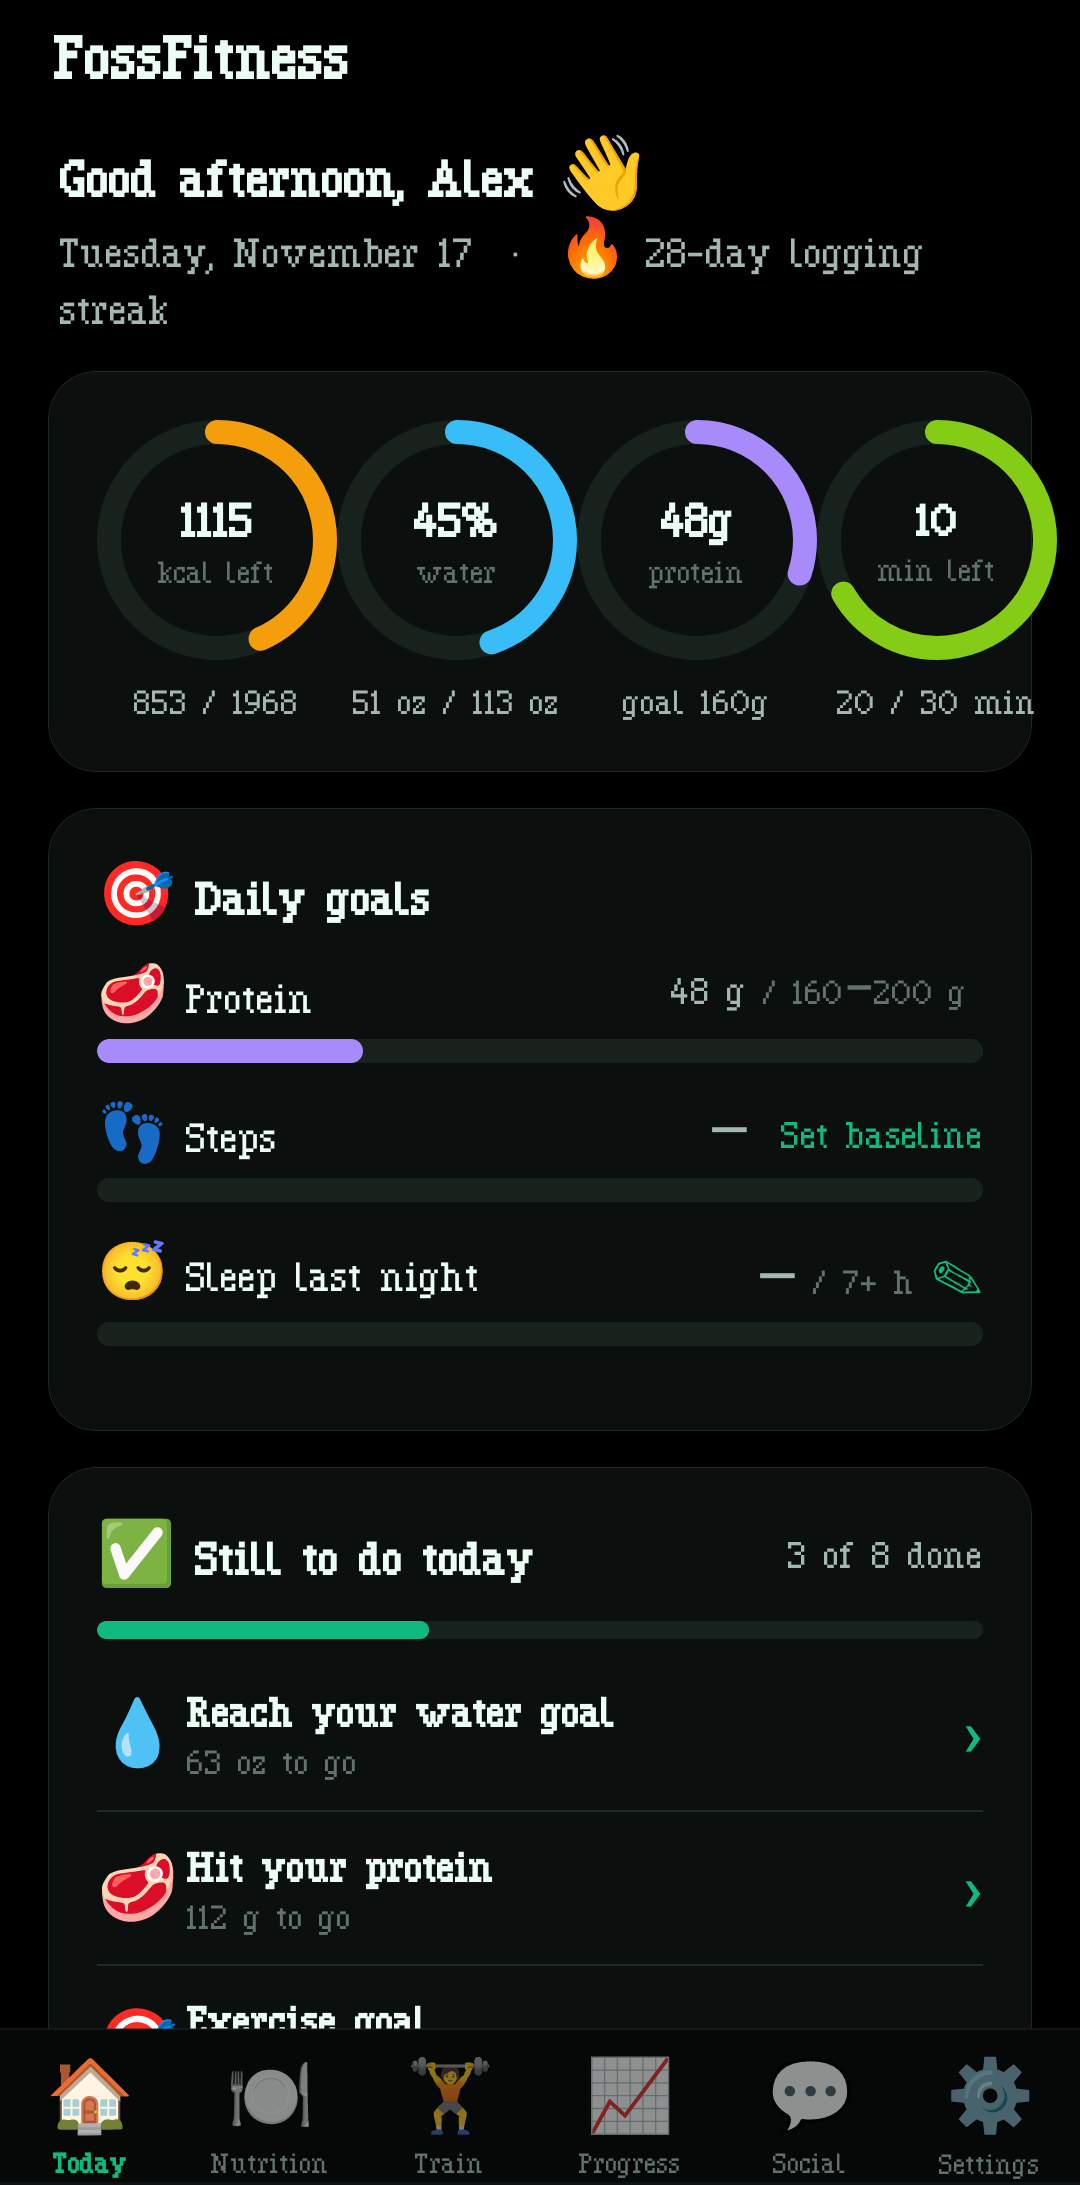 FossFitness
Good afternoon, Alex 👋
Tuesday, November 17 · 🔥 28-day logging
streak
1115
kcal left
853 / 1968
45%
water
51 oz / 113 oz
48g
protein
goal 160g
10
min left
20 / 30 min
🎯 Daily goals
🥩 Protein 48 g / 160–200 g
👣 Steps — Set baseline
😴 Sleep last night — / 7+ h ✎
✅ Still to do today 3 of 8 done
💧 Reach your water goal ›
63 oz to go
🥩 Hit your protein ›
112 g to go
🎯 Exercise goal
Today Nutrition Train Progress Social Settings